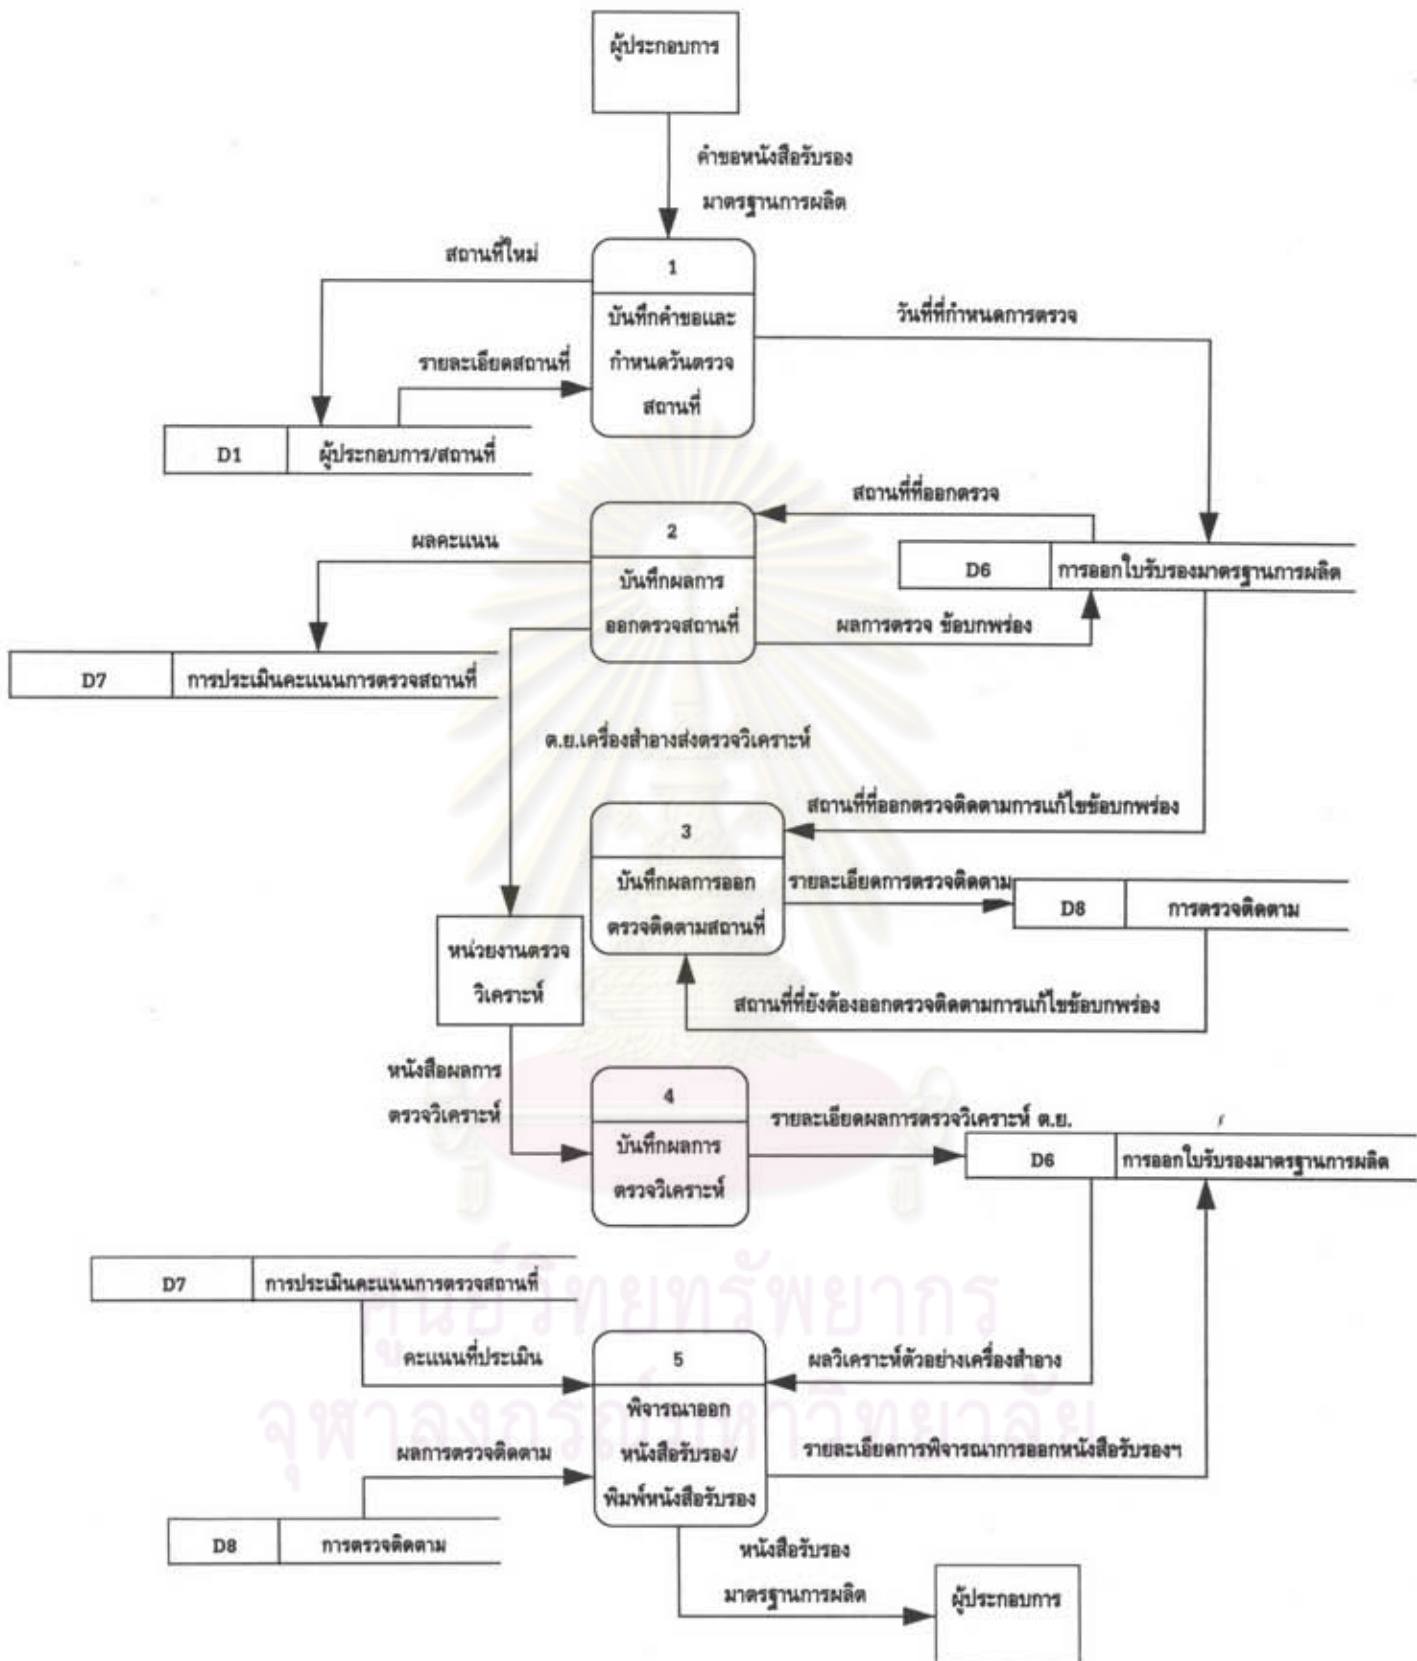 ผู้ประกอบการ
คำขอหนังสือรับรอง
มาตรฐานการผลิต
สถานที่ใหม่
1
บันทึกคำขอและ
กำหนดวันตรวจ
สถานที่
วันที่ที่กำหนดการตรวจ
รายละเอียดสถานที่
D1
ผู้ประกอบการ/สถานที่
สถานที่ที่ออกตรวจ
2
บันทึกผลการ
ออกตรวจสถานที่
ผลคะแนน
D6
การออกใบรับรองมาตรฐานการผลิต
ผลการตรวจ ข้อบกพร่อง
D7
การประเมินคะแนนการตรวจสถานที่
ต.ย.เครื่องสำอางส่งตรวจวิเคราะห์
สถานที่ที่ออกตรวจติดตามการแก้ไขข้อบกพร่อง
3
บันทึกผลการออก
ตรวจติดตามสถานที่
รายละเอียดการตรวจติดตาม
D8
การตรวจติดตาม
หน่วยงานตรวจ
วิเคราะห์
สถานที่ที่ยังต้องออกตรวจติดตามการแก้ไขข้อบกพร่อง
หนังสือผลการ
ตรวจวิเคราะห์
4
บันทึกผลการ
ตรวจวิเคราะห์
รายละเอียดผลการตรวจวิเคราะห์ ต.ย.
D6
การออกใบรับรองมาตรฐานการผลิต
D7
การประเมินคะแนนการตรวจสถานที่
ศูนย์วิทยทรัพยากร
จุฬาลงกรณ์มหาวิทยาลัย
คะแนนที่ประเมิน
5
พิจารณาออก
หนังสือรับรอง/
พิมพ์หนังสือรับรอง
ผลวิเคราะห์ตัวอย่างเครื่องสำอาง
รายละเอียดการพิจารณาการออกหนังสือรับรองฯ
ผลการตรวจติดตาม
D8
การตรวจติดตาม
หนังสือรับรอง
มาตรฐานการผลิต
ผู้ประกอบการ